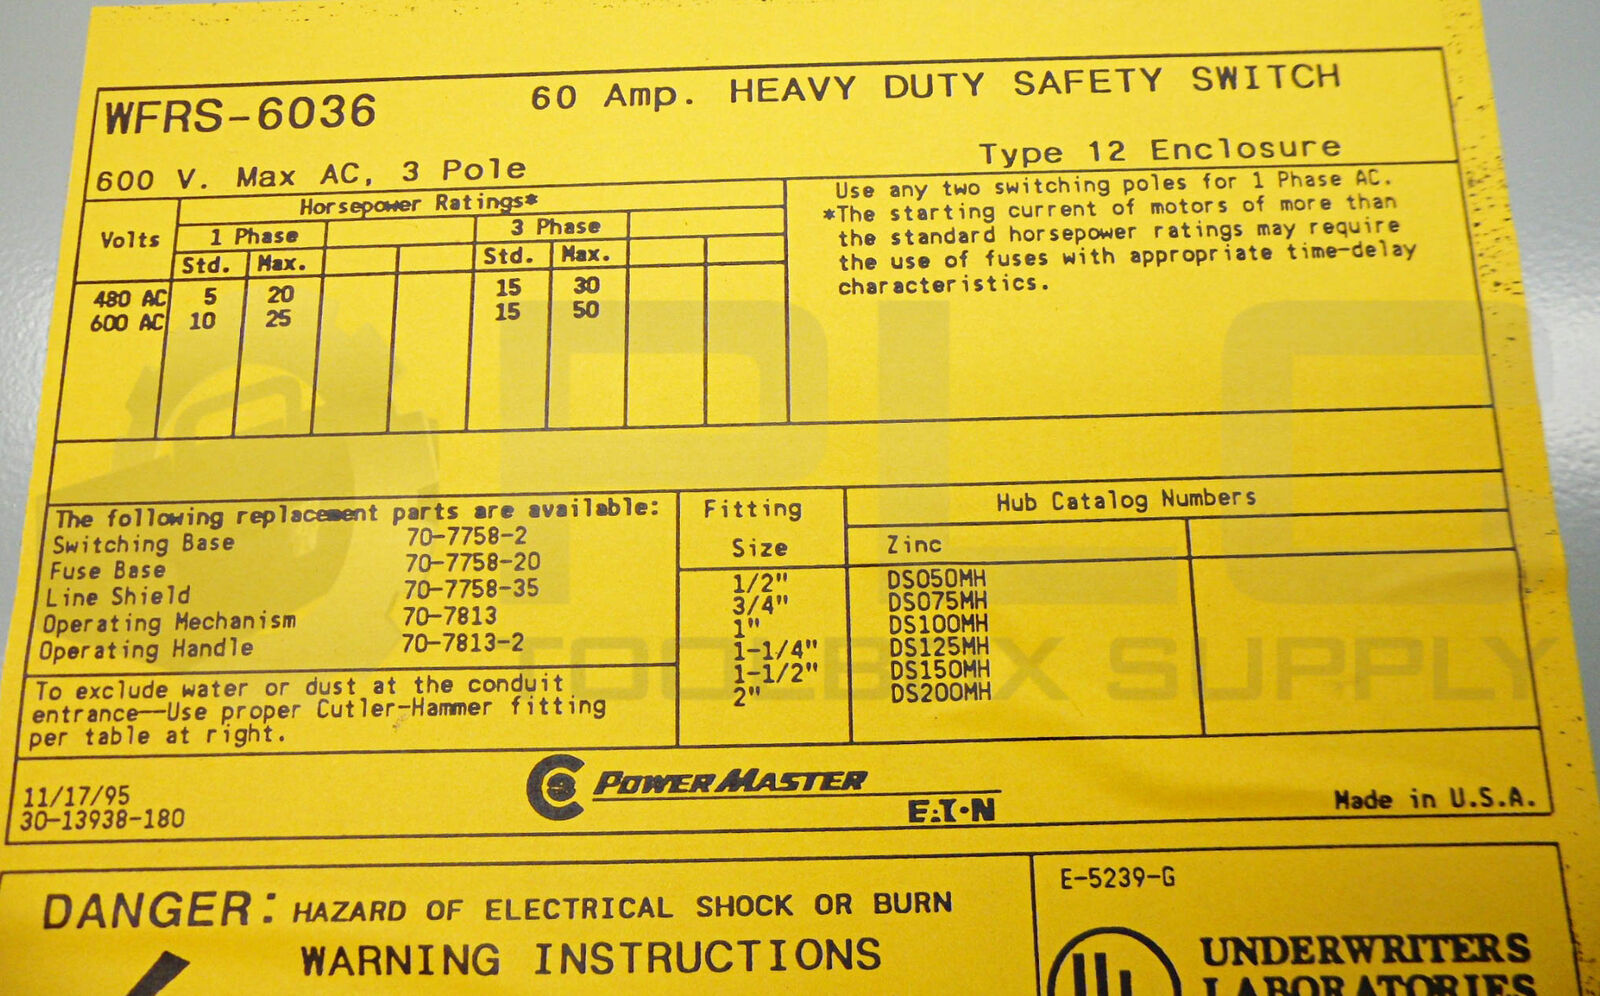 WFRS-6036
60 Amp. HEAVY DUTY SAFETY SWITCH
600 V. Max AC, 3 Pole
Type 12 Enclosure
Horsepower Ratings*
Volts
1 Phase
3 Phase
Std. Max. Std. Max.
480 AC 5 20 15 30
600 AC 10 25 15 50
Use any two switching poles for 1 Phase AC.
*The starting current of motors of more than
the standard horsepower ratings may require
the use of fuses with appropriate time-delay
characteristics.
The following replacement parts are available:
Switching Base 70-7758-2
Fuse Base 70-7758-20
Line Shield 70-7758-35
Operating Mechanism 70-7813
Operating Handle 70-7813-2
To exclude water or dust at the conduit
entrance—Use proper Cutler-Hammer fitting
per table at right.
Fitting
Size
Hub Catalog Numbers
Zinc
1/2" DS050MH
3/4" DS075MH
1" DS100MH
1-1/4" DS125MH
1-1/2" DS150MH
2" DS200MH
11/17/95
30-13938-180
POWER MASTER
EATON
Made in U.S.A.
DANGER: HAZARD OF ELECTRICAL SHOCK OR BURN
WARNING INSTRUCTIONS
E-5239-G
UL
UNDERWRITERS
LABORATORIES
PLC
TOOLBOX SUPPLY